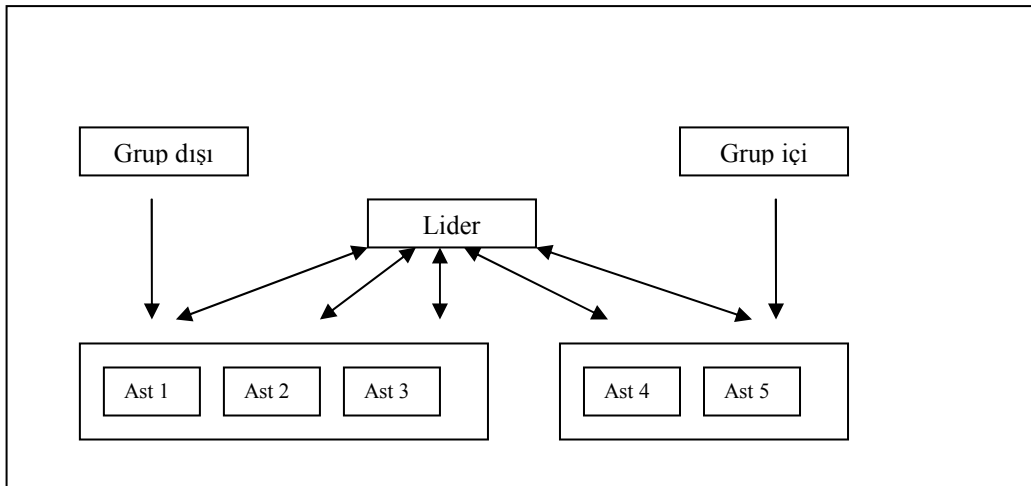 Grup dışı
Grup içi
Lider
Ast 1
Ast 2
Ast 3
Ast 4
Ast 5